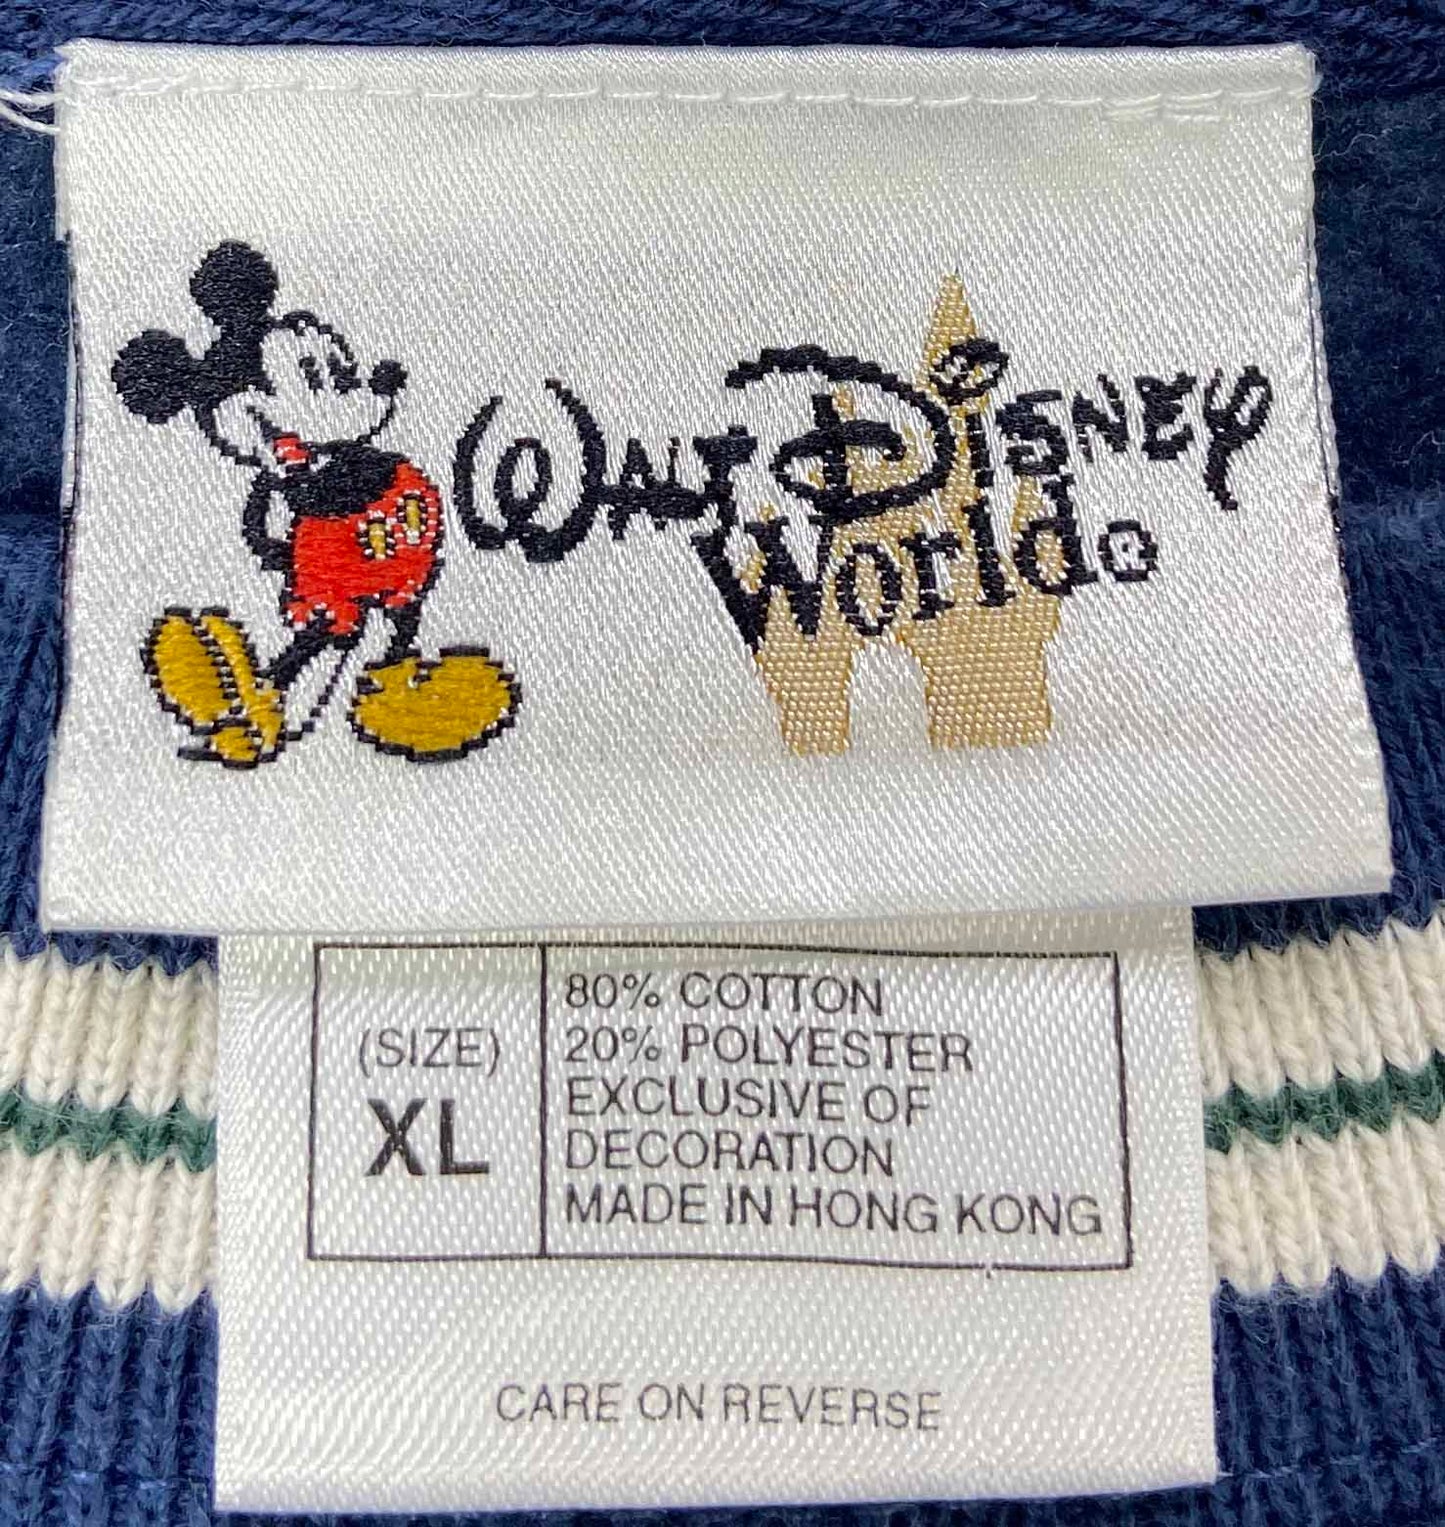 WALT DISNEY
World®
(SIZE)
XL
80% COTTON
20% POLYESTER
EXCLUSIVE OF
DECORATION
MADE IN HONG KONG
CARE ON REVERSE